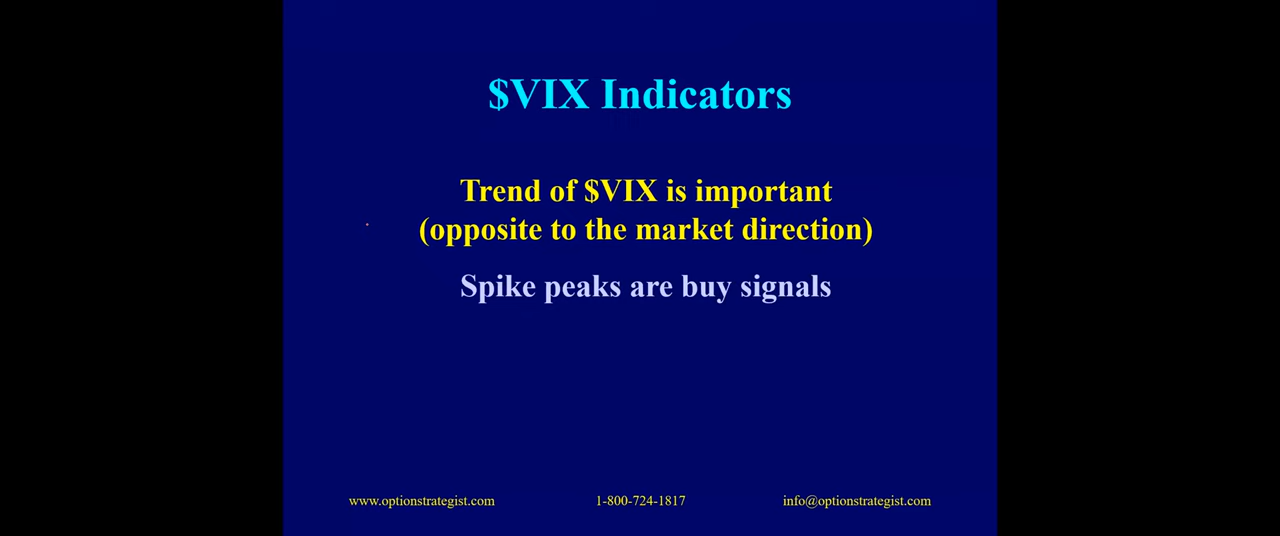 $VIX Indicators
Trend of $VIX is important
(opposite to the market direction)
Spike peaks are buy signals
www.optionstrategist.com 1-800-724-1817 info@optionstrategist.com